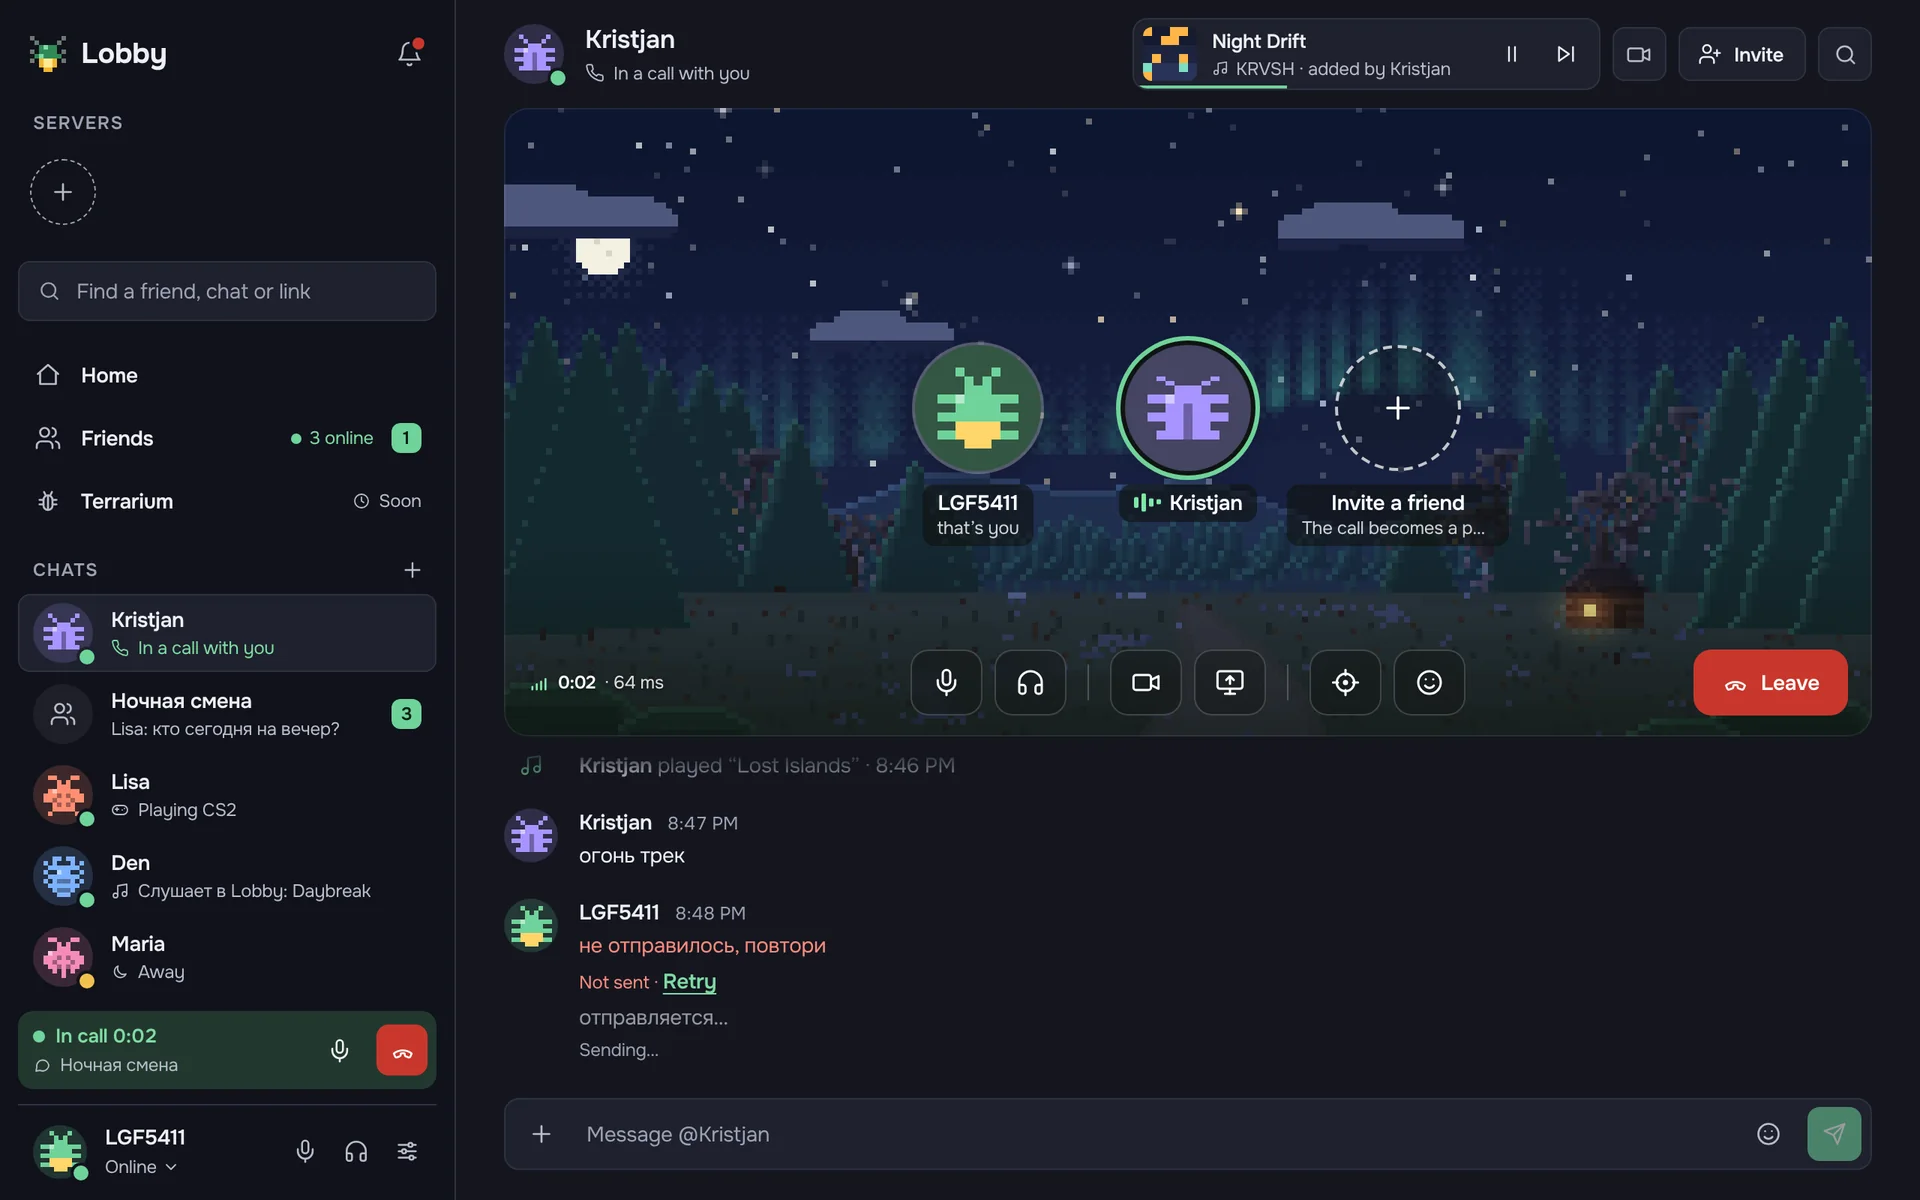 Lobby
SERVERS
Find a friend, chat or link
Home
Friends
3 online
1
Terrarium
Soon
CHATS
Kristjan
In a call with you
Ночная смена
Lisa: кто сегодня на вечер?
3
Lisa
Playing CS2
Den
Слушает в Lobby: Daybreak
Maria
Away
In call 0:02
Ночная смена
LGF5411
Online
Kristjan
In a call with you
Night Drift
KRVSH · added by Kristjan
Invite
LGF5411
that's you
Kristjan
Invite a friend
The call becomes a p...
0:02 · 64 ms
Leave
Kristjan played “Lost Islands” · 8:46 PM
Kristjan 8:47 PM
огонь трек
LGF5411 8:48 PM
не отправилось, повтори
Not sent · Retry
отправляется...
Sending...
Message @Kristjan